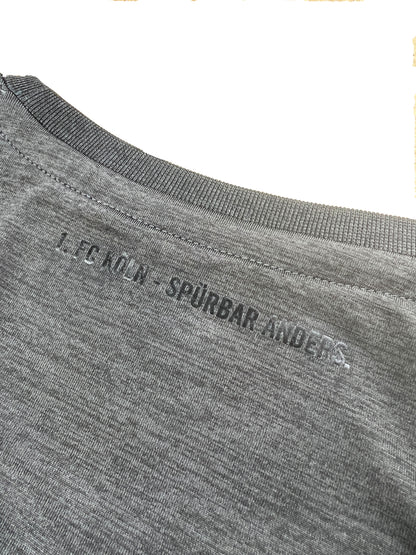 1. FC KÖLN - SPÜRBAR ANDERS.